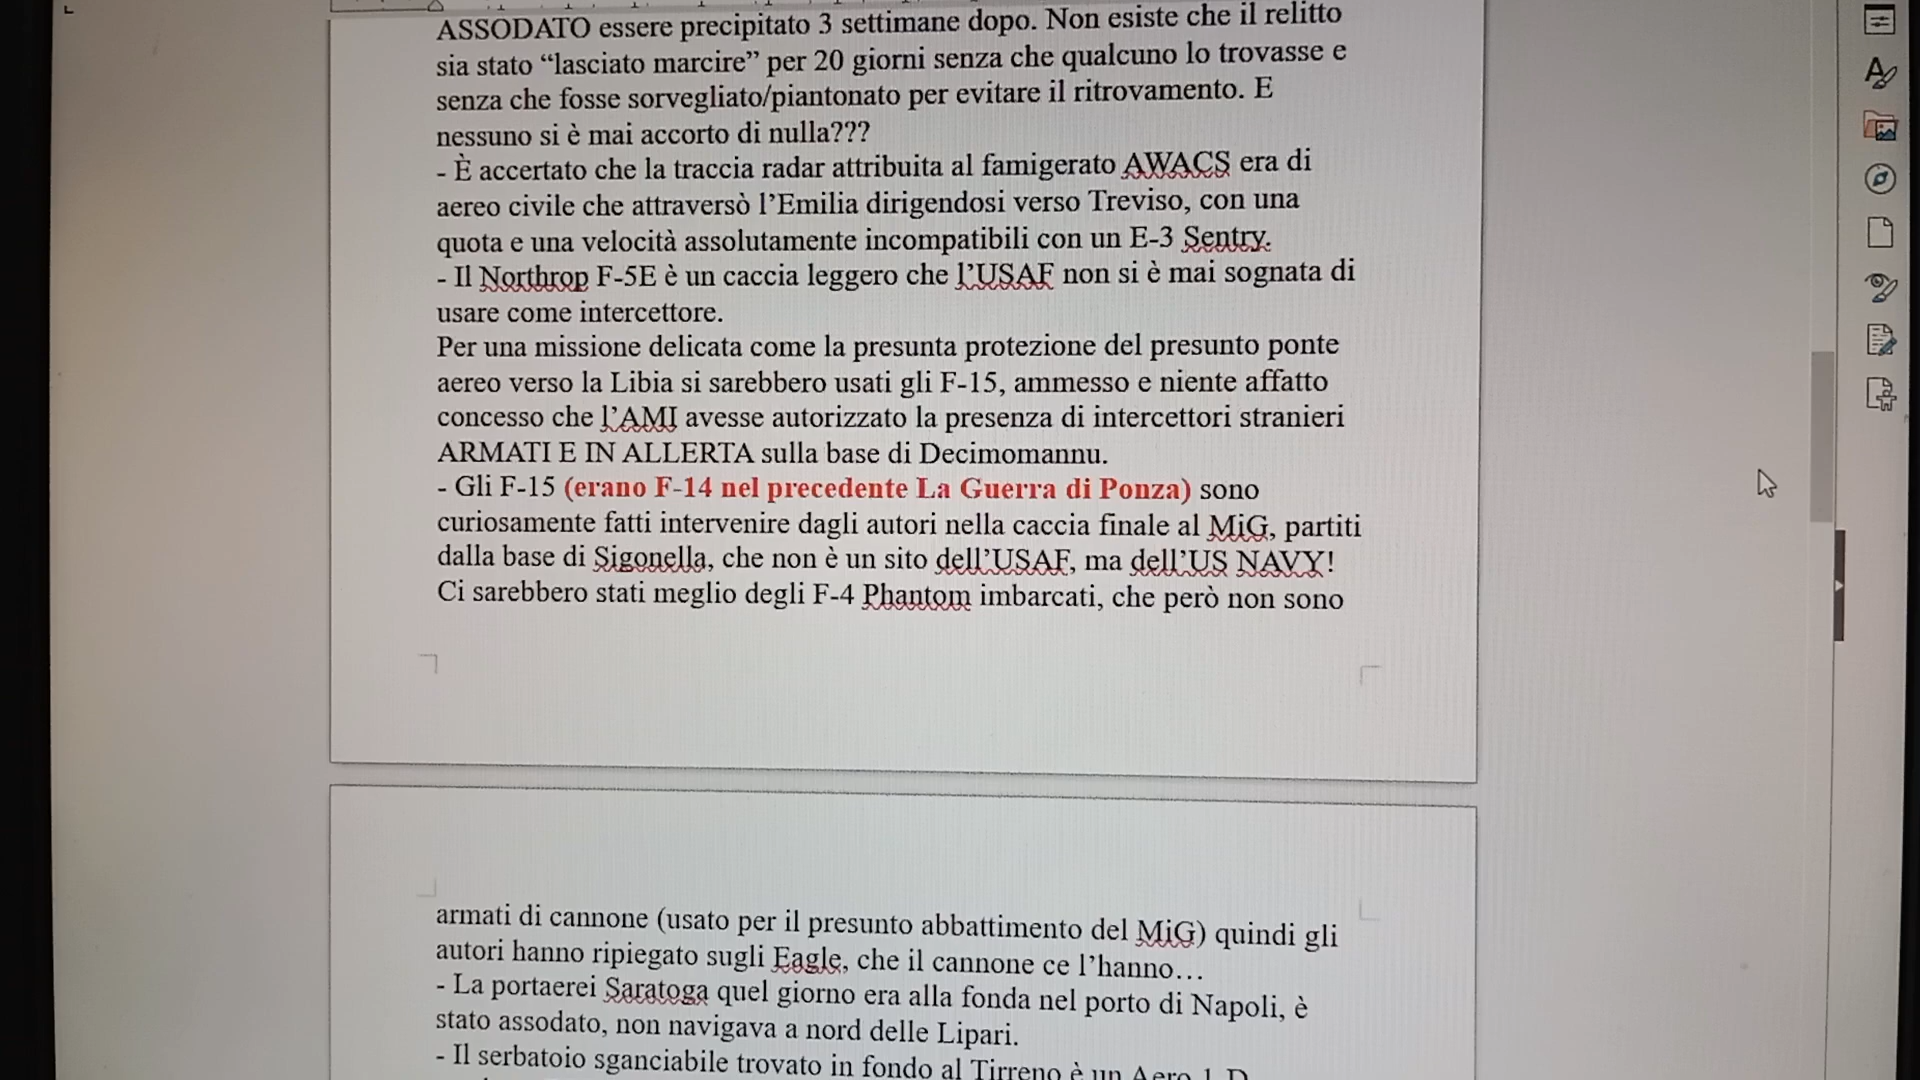 ASSODATO essere precipitato 3 settimane dopo. Non esiste che il relitto
sia stato “lasciato marcire” per 20 giorni senza che qualcuno lo trovasse e
senza che fosse sorvegliato/piantonato per evitare il ritrovamento. E
nessuno si è mai accorto di nulla???
- È accertato che la traccia radar attribuita al famigerato AWACS era di
aereo civile che attraversò l’Emilia dirigendosi verso Treviso, con una
quota e una velocità assolutamente incompatibili con un E-3 Sentry.
- Il Northrop F-5E è un caccia leggero che l’USAF non si è mai sognata di
usare come intercettore.
Per una missione delicata come la presunta protezione del presunto ponte
aereo verso la Libia si sarebbero usati gli F-15, ammesso e niente affatto
concesso che l’AMI avesse autorizzato la presenza di intercettori stranieri
ARMATI E IN ALLERTA sulla base di Decimomannu.
- Gli F-15 (erano F-14 nel precedente La Guerra di Ponza) sono
curiosamente fatti intervenire dagli autori nella caccia finale al MiG, partiti
dalla base di Sigonella, che non è un sito dell’USAF, ma dell’US NAVY!
Ci sarebbero stati meglio degli F-4 Phantom imbarcati, che però non sono
armati di cannone (usato per il presunto abbattimento del MiG) quindi gli
autori hanno ripiegato sugli Eagle, che il cannone ce l’hanno…
- La portaerei Saratoga quel giorno era alla fonda nel porto di Napoli, è
stato assodato, non navigava a nord delle Lipari.
- Il serbatoio sganciabile trovato in fondo al Tirreno è un Aero 1 D